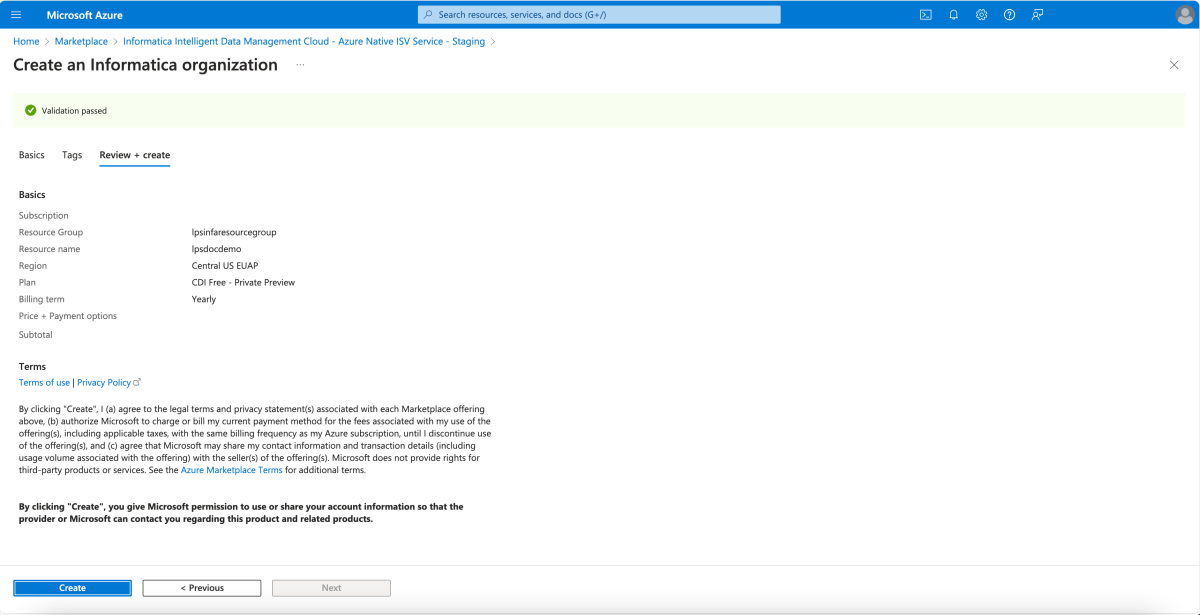 Microsoft Azure
Search resources, services, and docs (G+/)
Home > Marketplace > Informatica Intelligent Data Management Cloud - Azure Native ISV Service - Staging >
Create an Informatica organization ...
Validation passed
Basics Tags Review + create
Basics
Subscription
Resource Group lpsinfaresourcegroup
Resource name lpsdocdemo
Region Central US EUAP
Plan CDI Free - Private Preview
Billing term Yearly
Price + Payment options
Subtotal
Terms
Terms of use | Privacy Policy
By clicking "Create", I (a) agree to the legal terms and privacy statement(s) associated with each Marketplace offering
above, (b) authorize Microsoft to charge or bill my current payment method for the fees associated with my use of the
offering(s), including applicable taxes, with the same billing frequency as my Azure subscription, until I discontinue use
of the offering(s), and (c) agree that Microsoft may share my contact information and transaction details (including
usage volume associated with the offering) with the seller(s) of the offering(s). Microsoft does not provide rights for
third-party products or services. See the Azure Marketplace Terms for additional terms.
By clicking "Create", you give Microsoft permission to use or share your account information so that the
provider or Microsoft can contact you regarding this product and related products.
Create < Previous Next